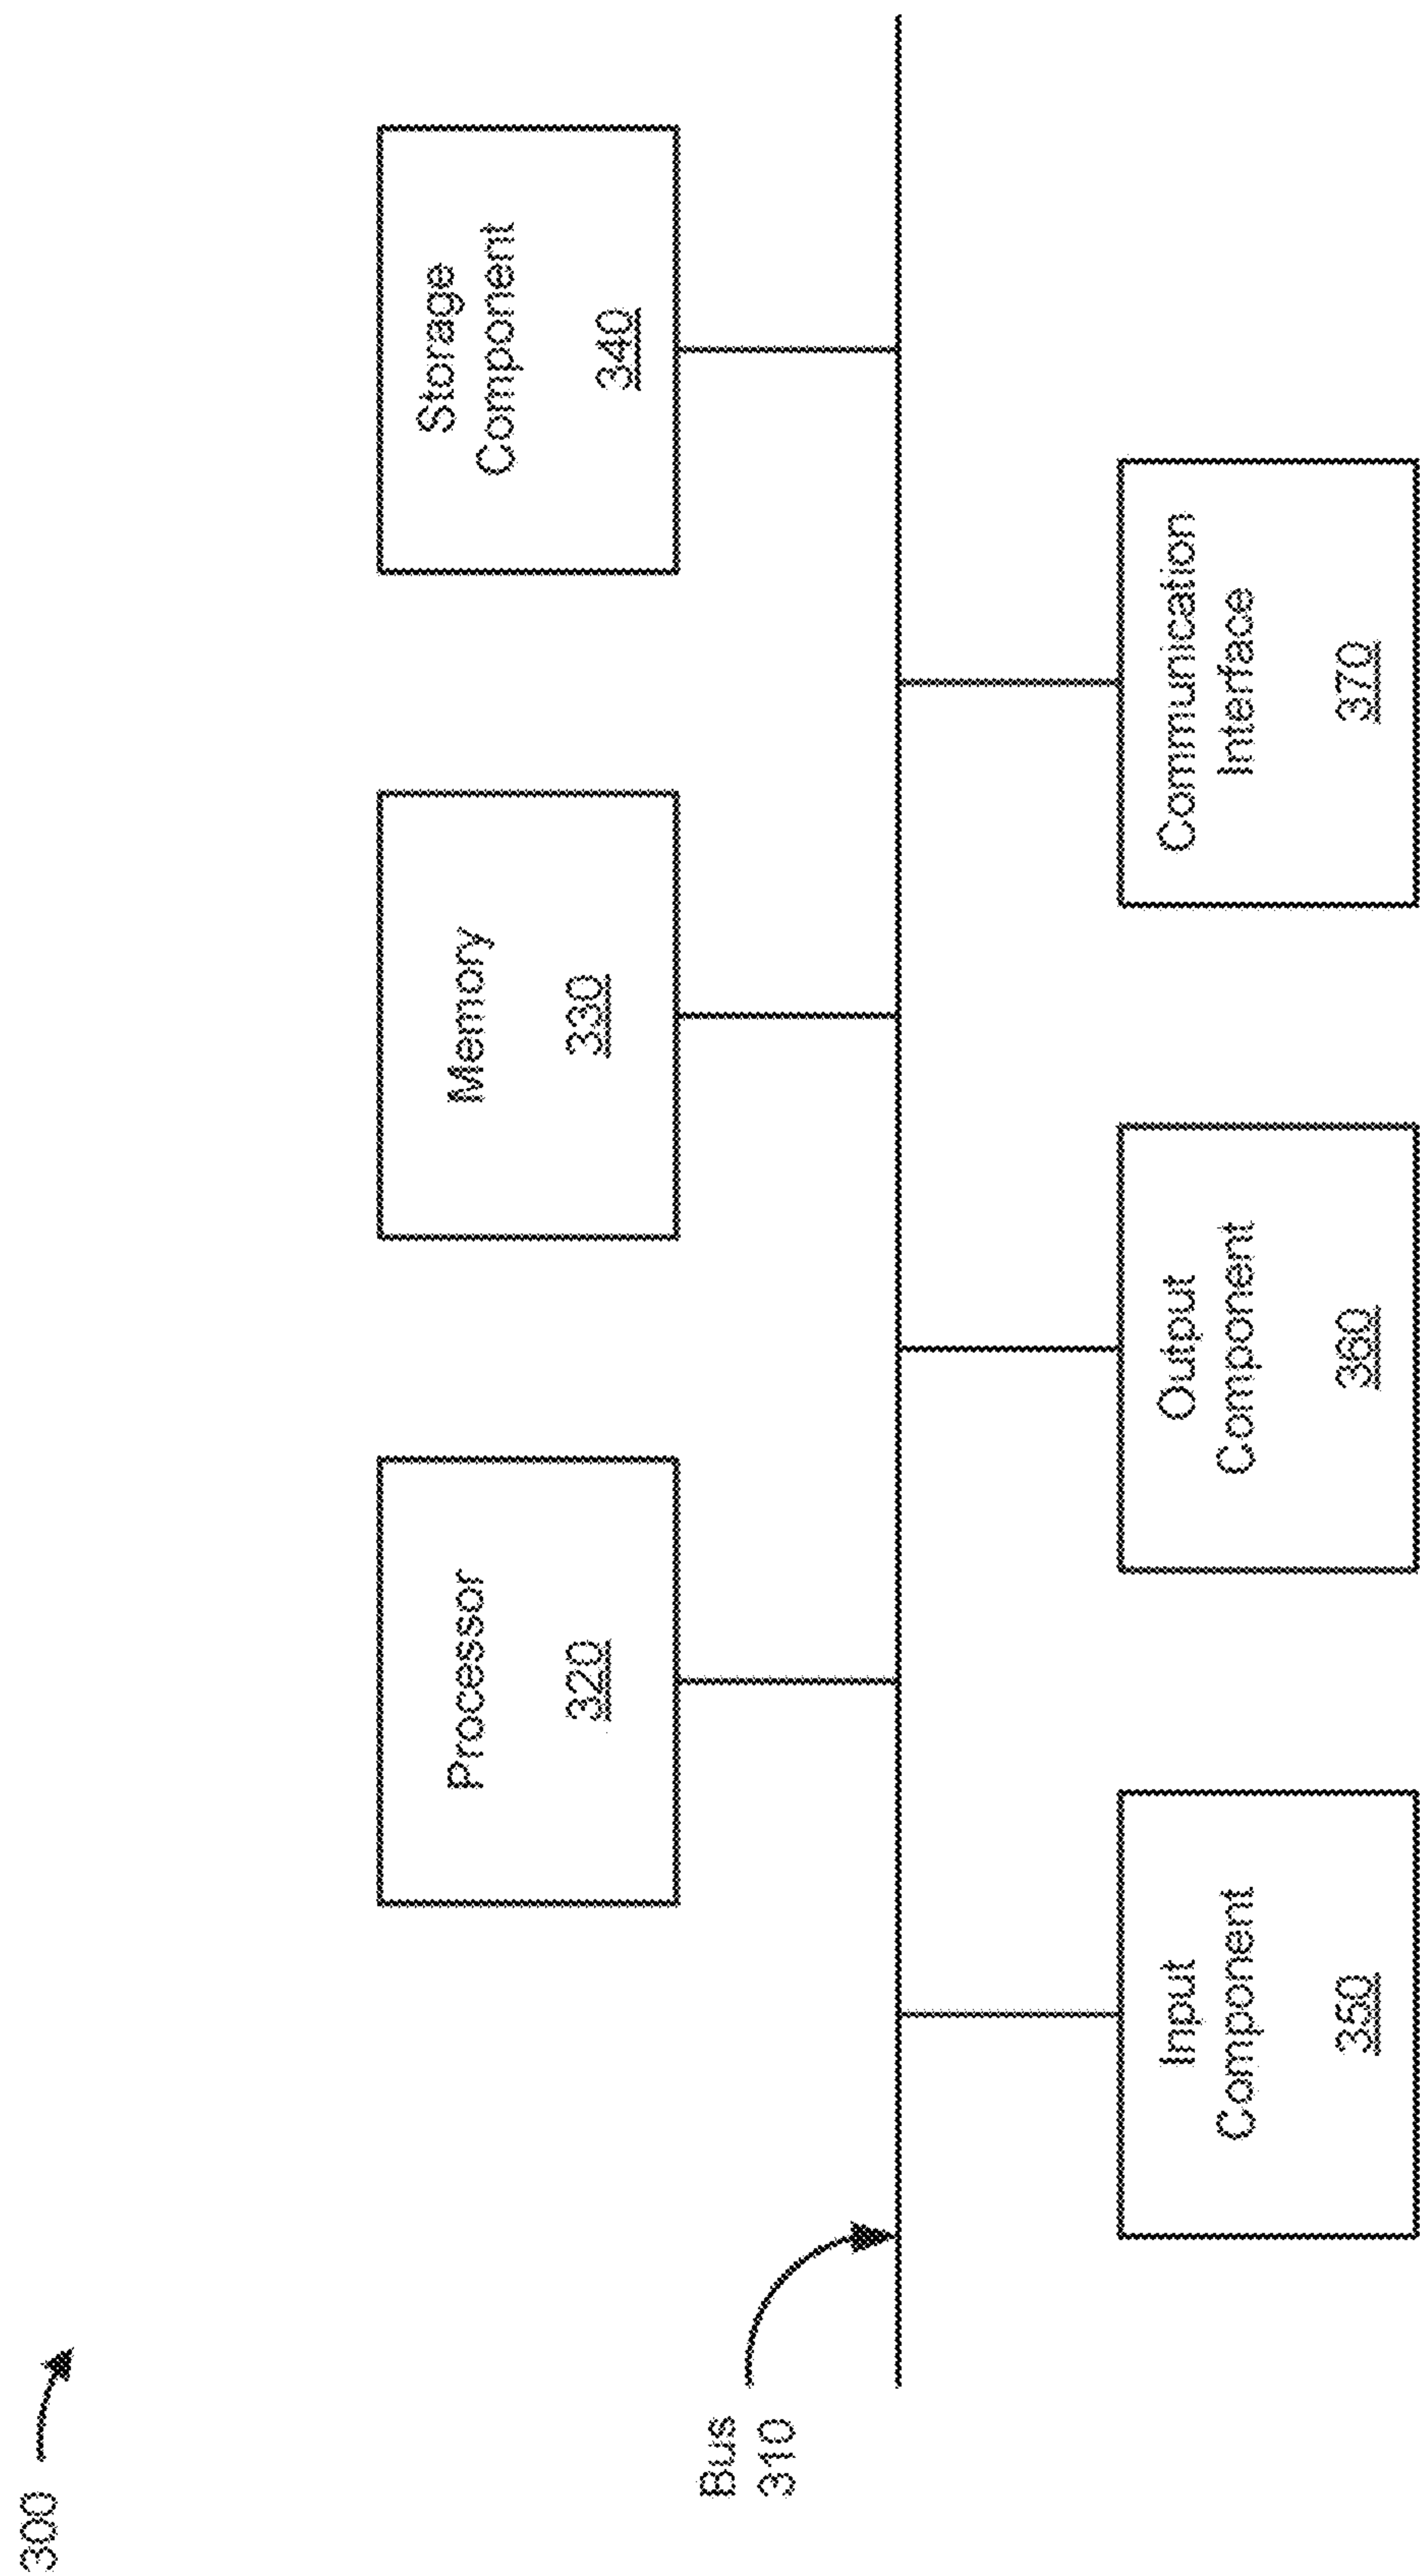 300
Processor
320
Memory
330
Storage
Component
340
Bus
310
Input
Component
350
Output
Component
360
Communication
Interface
370